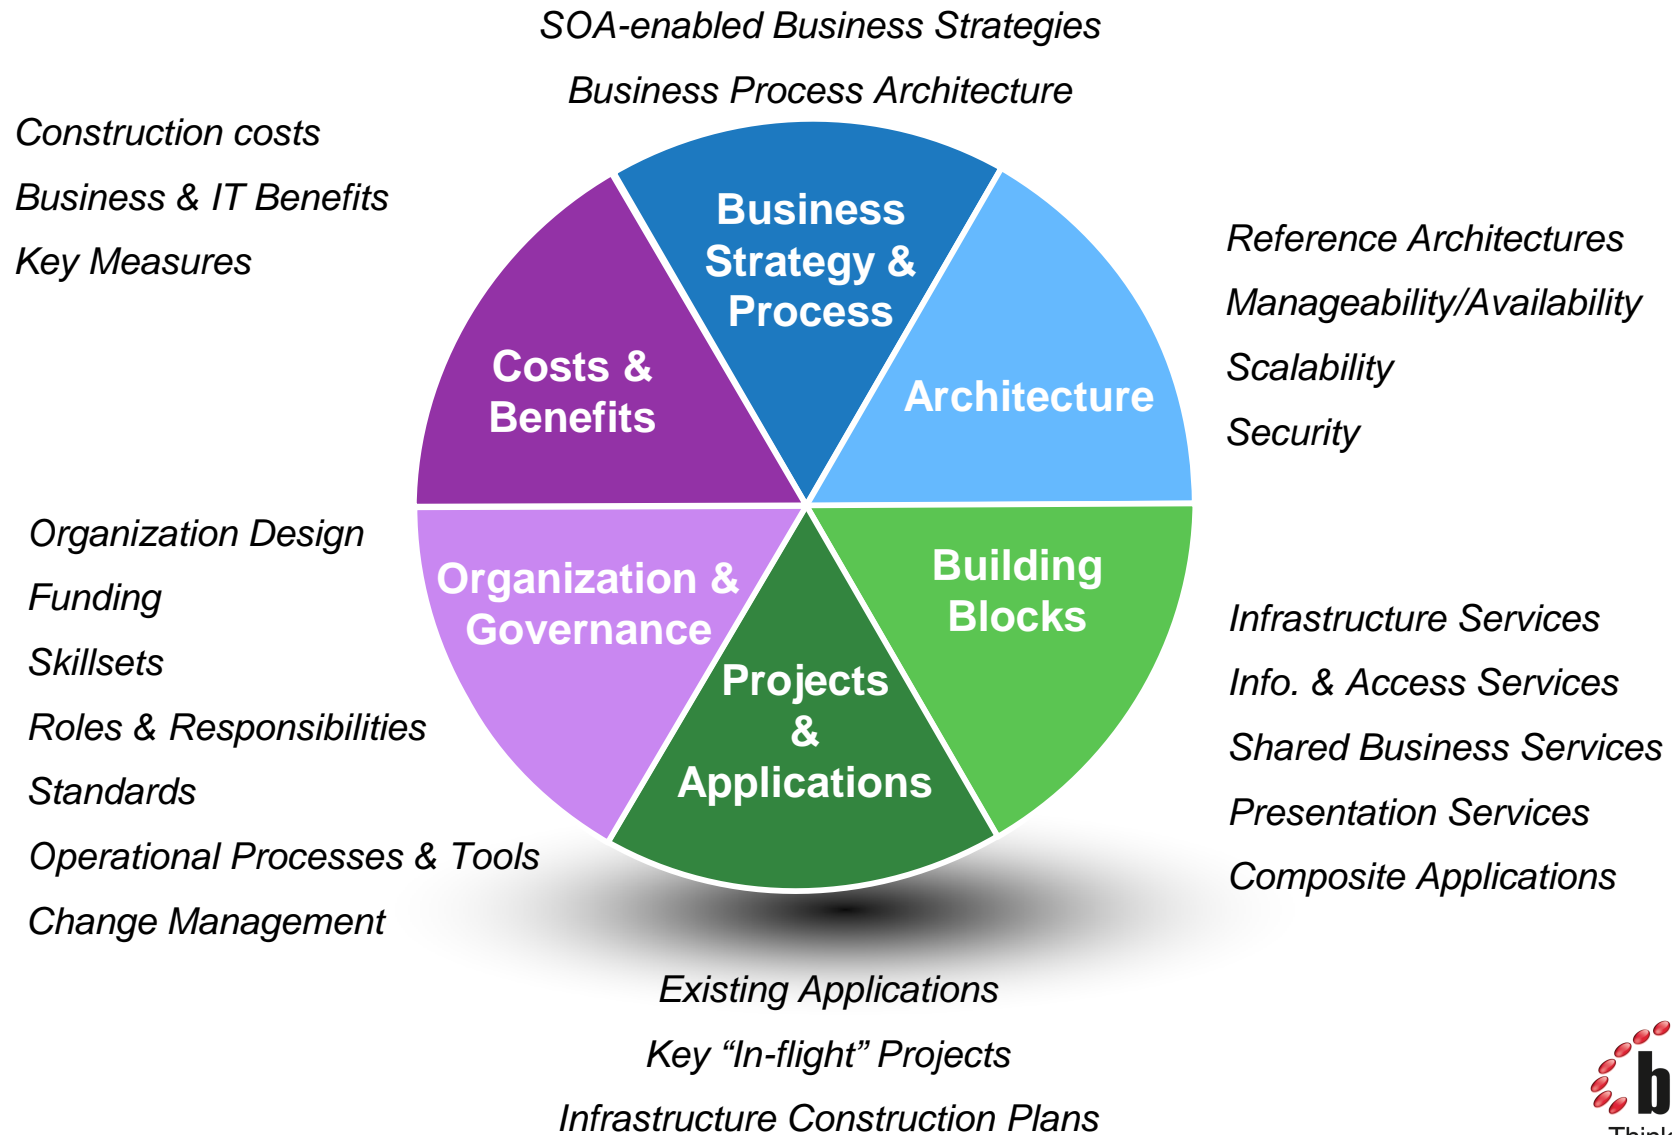 SOA-enabled Business Strategies
Business Process Architecture
Construction costs
Business & IT Benefits
Key Measures
Business
Strategy &
Process
Costs &
Benefits
Architecture
Reference Architectures
Manageability/Availability
Scalability
Security
Organization Design
Funding
Skillsets
Roles & Responsibilities
Standards
Operational Processes & Tools
Change Management
Organization &
Governance
Building
Blocks
Projects
&
Applications
Infrastructure Services
Info. & Access Services
Shared Business Services
Presentation Services
Composite Applications
Existing Applications
Key “In-flight” Projects
Infrastructure Construction Plans
b
Think